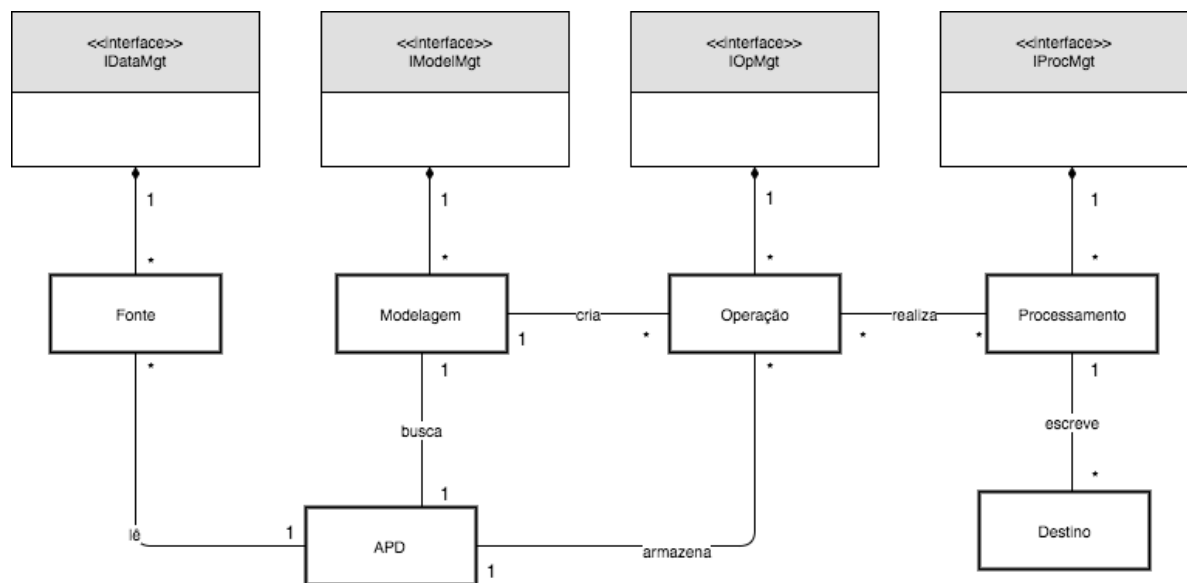 <<interface>>
IDataMgt
<<interface>>
IModelMgt
<<interface>>
IOpMgt
<<interface>>
IProcMgt
1
1
1
1
*
*
*
*
Fonte
Modelagem
cria
Operação
realiza
Processamento
1
*
*
*
*
1
*
1
busca
escreve
1
*
lê
1
APD
armazena
1
Destino